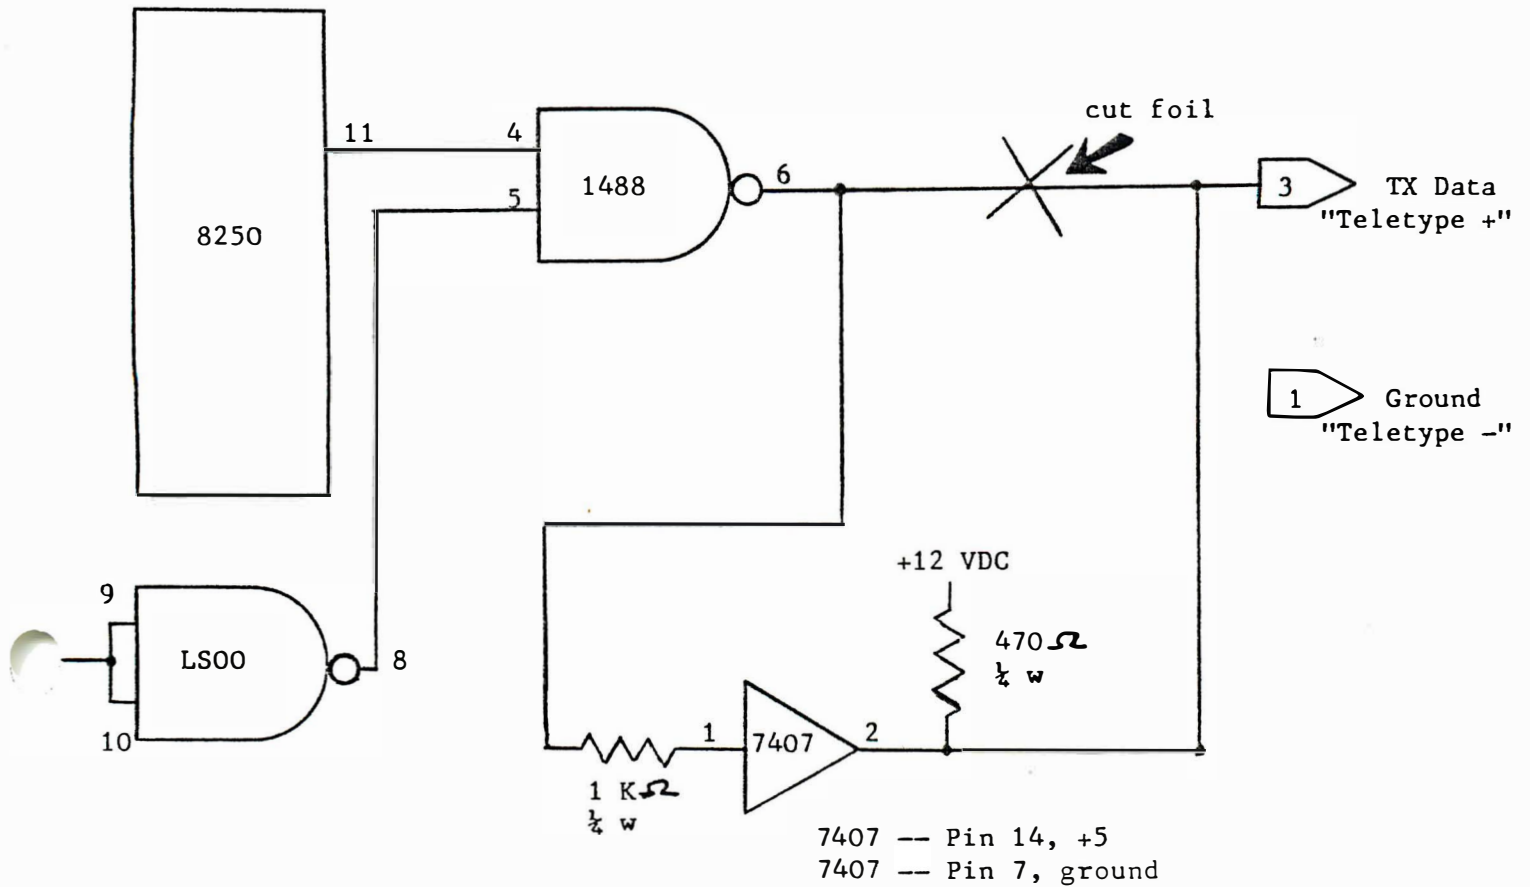 cut foil
11
4
1488
6
3
TX Data
"Teletype +"
5
8250
1
Ground
"Teletype —"
+12 VDC
9
LS00
8
470 Ω
¼ w
10
1
7407
2
1 KΩ
¼ w
7407 –– Pin 14, +5
7407 –– Pin 7, ground